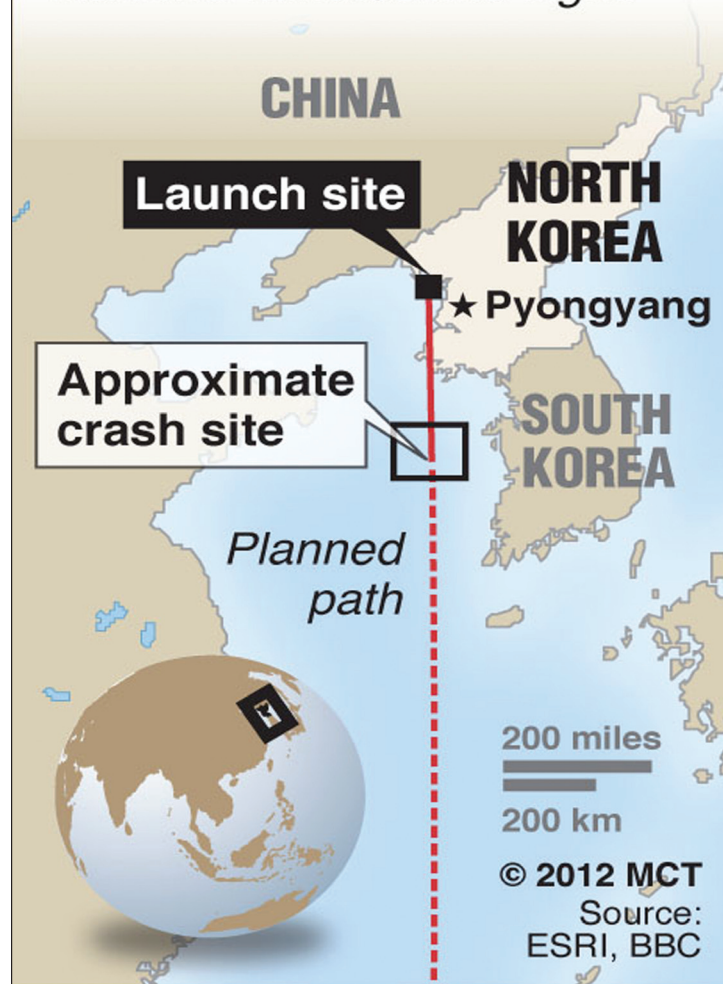 CHINA
Launch site
NORTH
KOREA
Pyongyang
Approximate
crash site
SOUTH
KOREA
Planned
path
200 miles
200 km
© 2012 MCT
Source:
ESRI, BBC